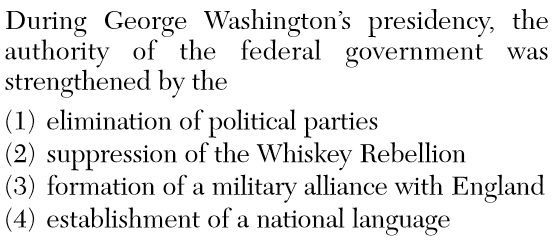 During George Washington’s presidency, the
authority of the federal government was
strengthened by the
(1) elimination of political parties
(2) suppression of the Whiskey Rebellion
(3) formation of a military alliance with England
(4) establishment of a national language